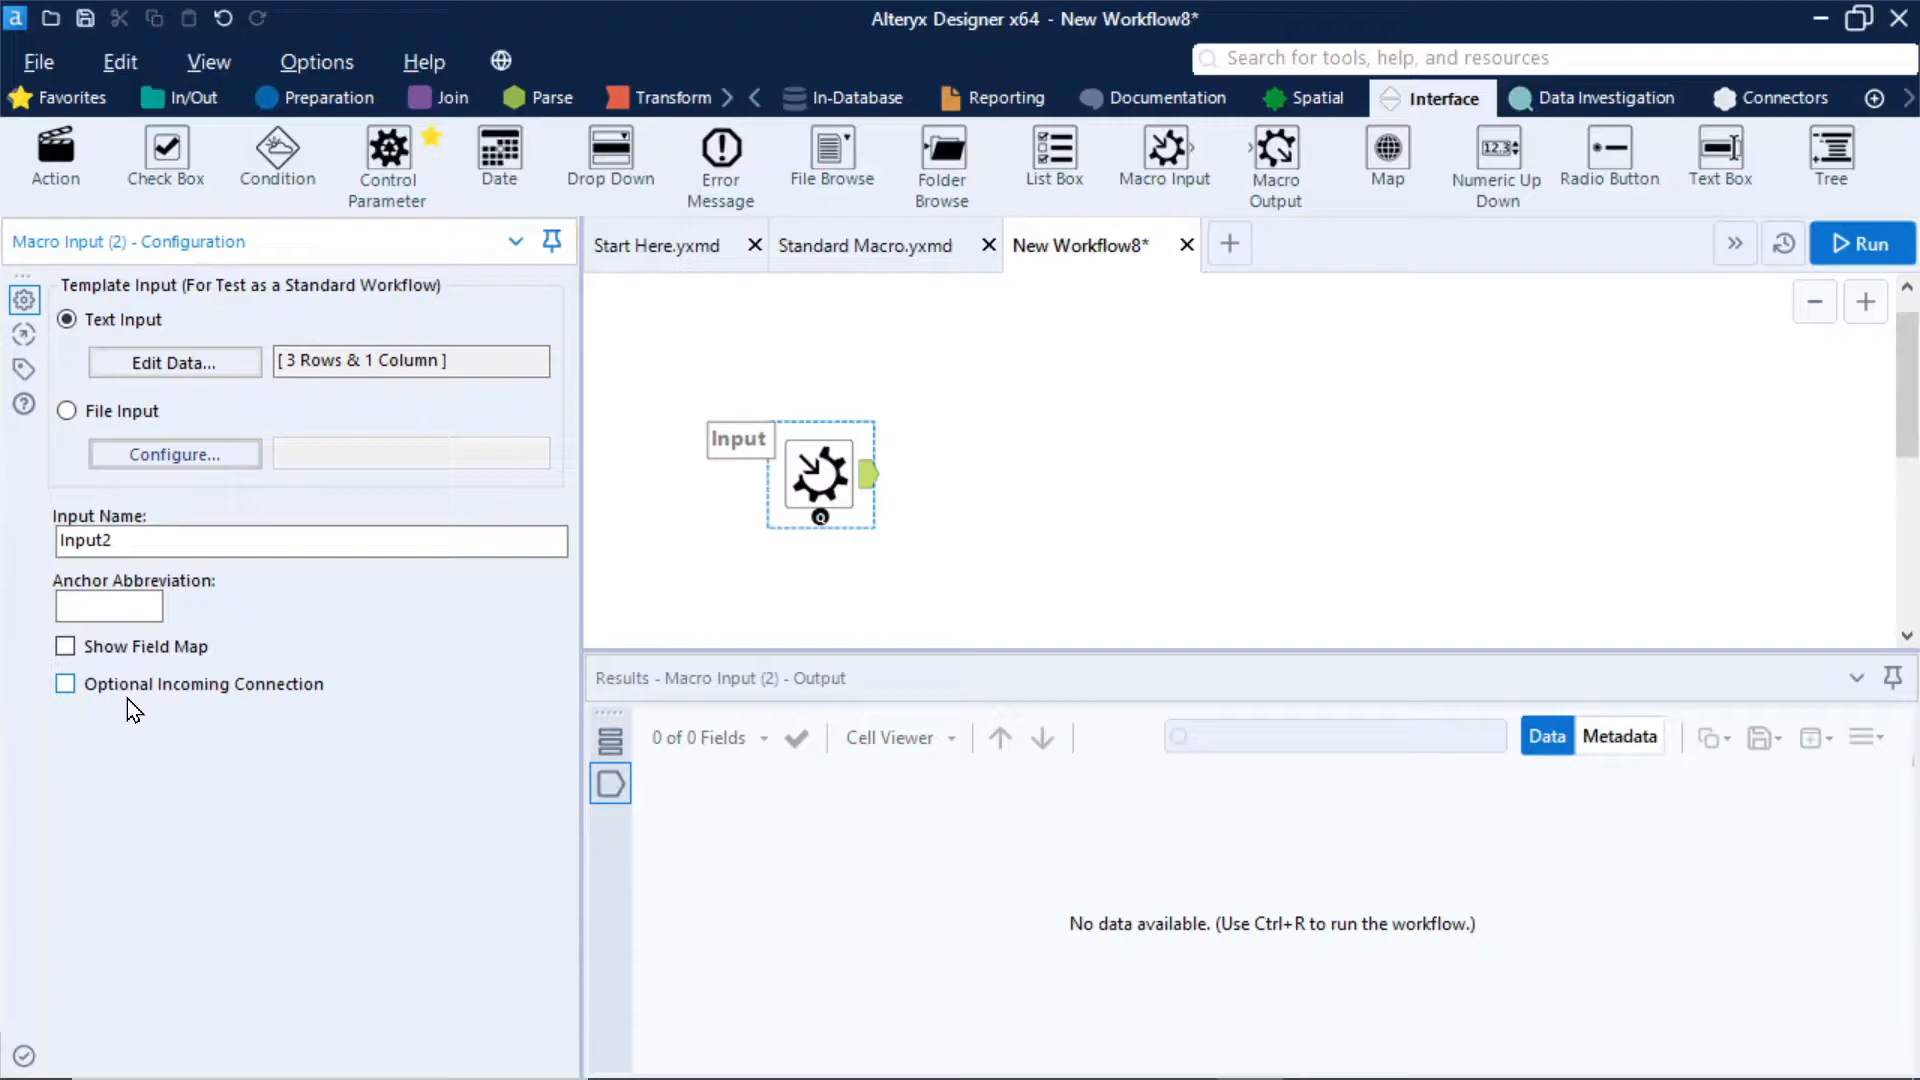 a
Alteryx Designer x64 - New Workflow8*
File Edit View Options Help
Search for tools, help, and resources
Favorites In/Out Preparation Join Parse Transform In-Database Reporting Documentation Spatial Interface Data Investigation Connectors
Action Check Box Condition Control Parameter Date Drop Down Error Message File Browse Folder Browse List Box Macro Input Macro Output Map 12.3 Numeric Up Down Radio Button Text Box Tree
Macro Input (2) - Configuration
Start Here.yxmd Standard Macro.yxmd New Workflow8* Run
Template Input (For Test as a Standard Workflow)
Text Input
Edit Data... [ 3 Rows & 1 Column ]
File Input
Configure...
Input Name:
Input2
Anchor Abbreviation:
Show Field Map
Optional Incoming Connection
Input
Q
Results - Macro Input (2) - Output
0 of 0 Fields Cell Viewer Data Metadata
No data available. (Use Ctrl+R to run the workflow.)